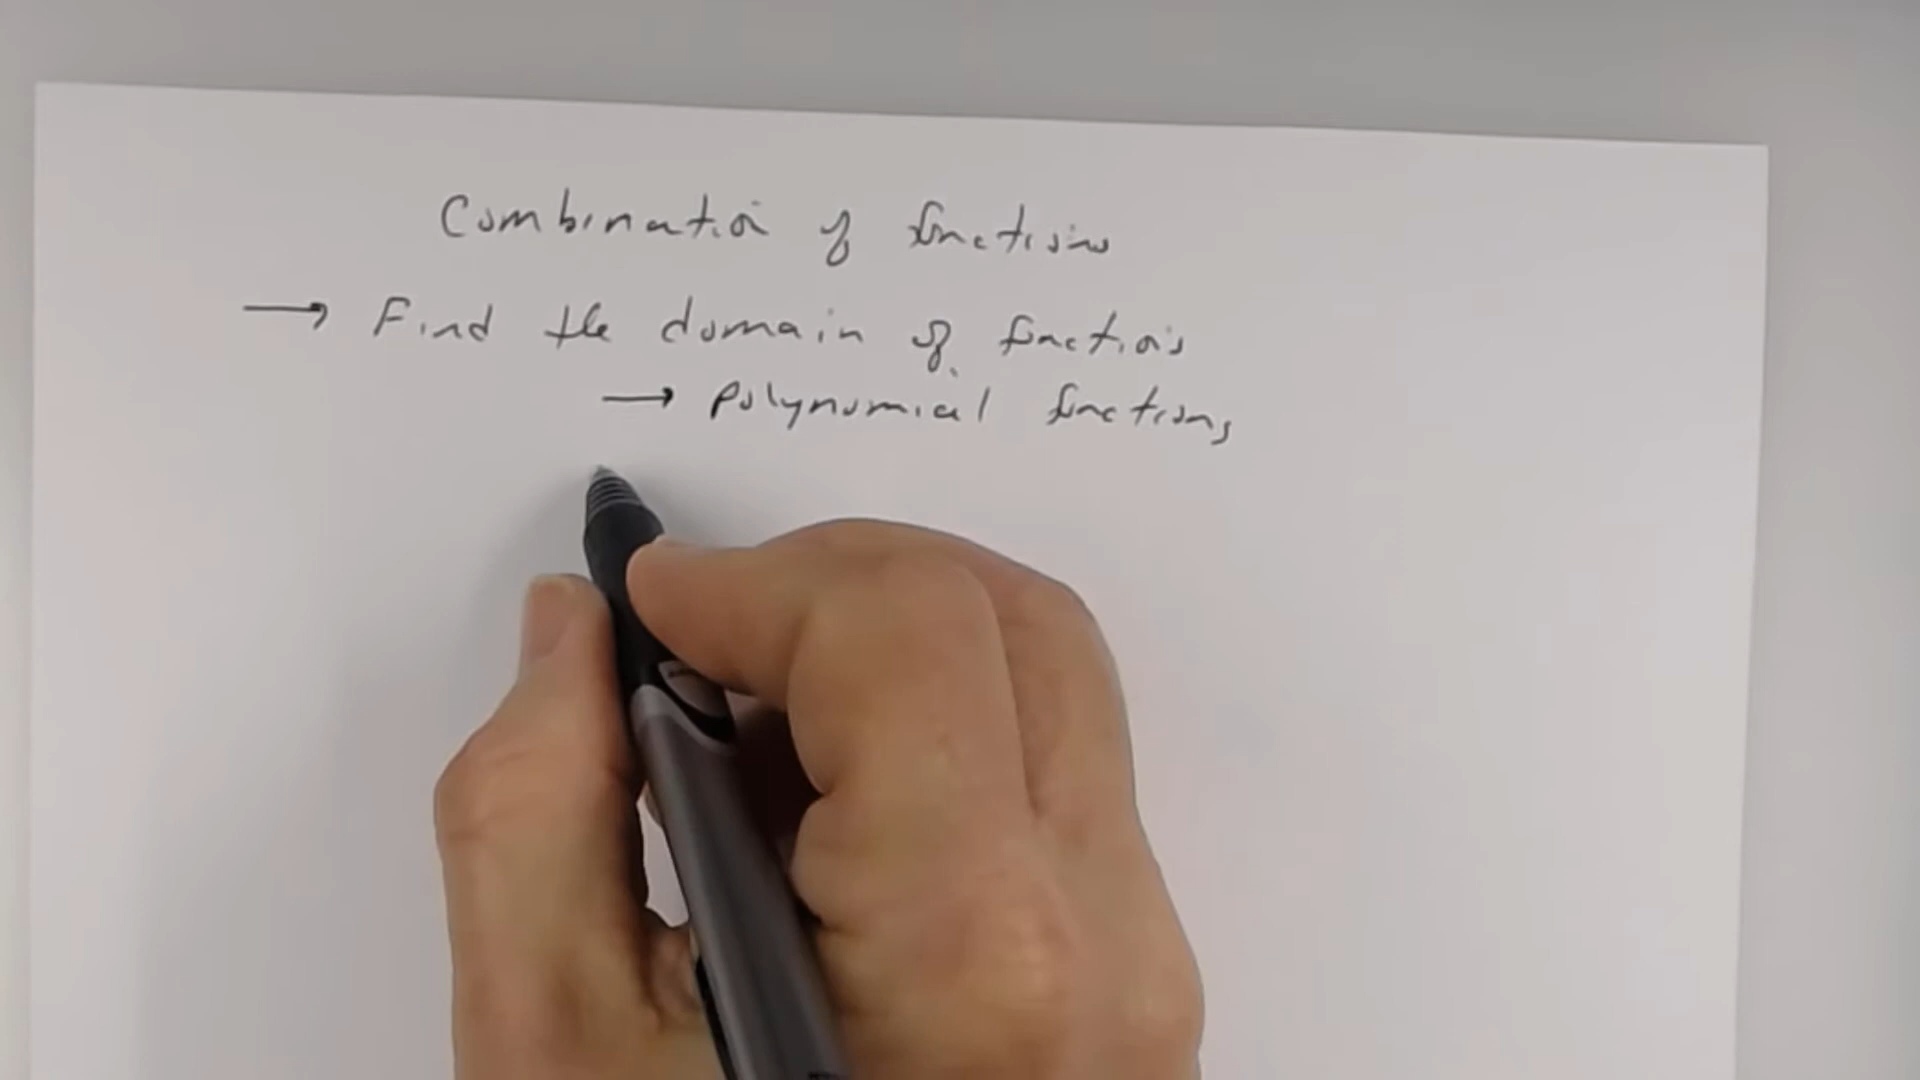 Combination of functions
→ Find the domain of functions
→ Polynomial functions